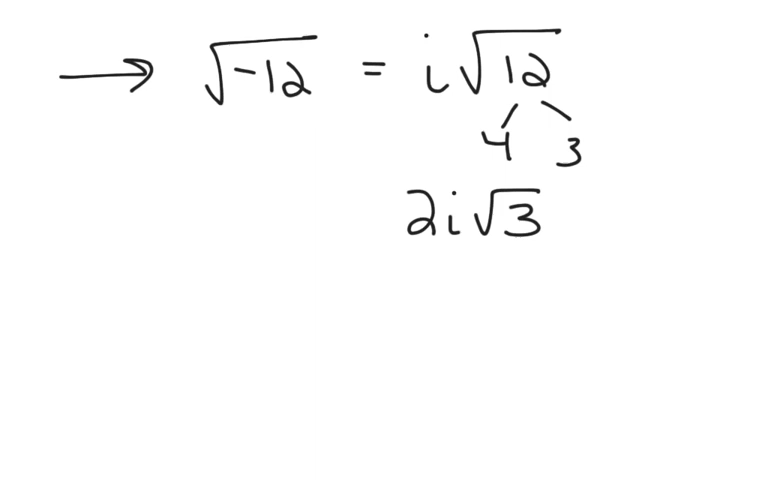 → √-12 = i√12
4 3
2i√3